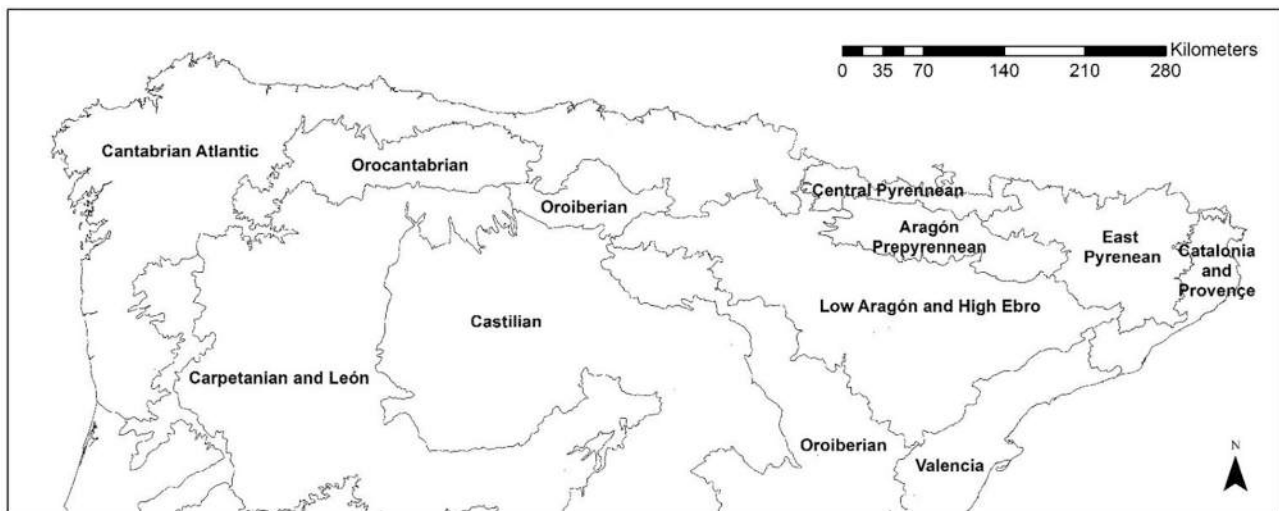 Kilometers
0 35 70 140 210 280
Cantabrian Atlantic
Orocantabrian
Central Pyrennean
Oroiberian
Aragón
Prepyrennean
East
Pyrenean
Catalonia
and
Provençe
Low Aragón and High Ebro
Castilian
Carpetanian and León
Oroiberian
Valencia
N